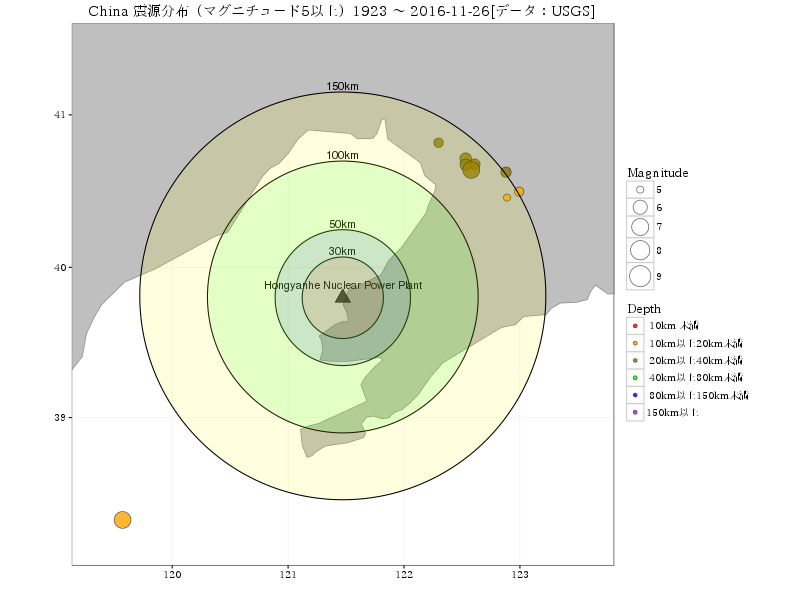 China 震源分布（マグニチュード5以上）1923 〜 2016-11-26[データ：USGS]
150km
100km
50km
30km
Hongyanhe Nuclear Power Plant
41
40
39
120
121
122
123
Magnitude
5
6
7
8
9
Depth
10km 未満
10km以上20km未満
20km以上40km未満
40km以上80km未満
80km以上150km未満
150km以上